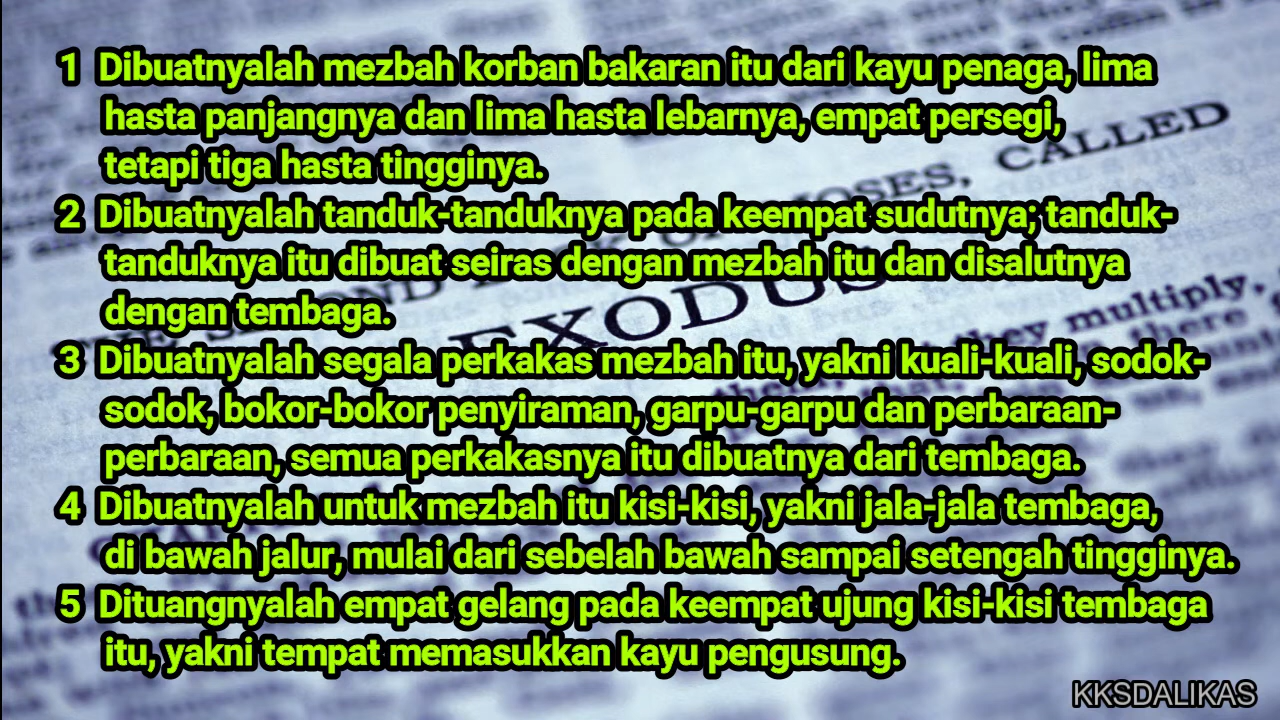 1 Dibuatnyalah mezbah korban bakaran itu dari kayu penaga, lima
hasta panjangnya dan lima hasta lebarnya, empat persegi,
tetapi tiga hasta tingginya.
2 Dibuatnyalah tanduk-tanduknya pada keempat sudutnya; tanduk-
tanduknya itu dibuat seiras dengan mezbah itu dan disalutnya
dengan tembaga.
3 Dibuatnyalah segala perkakas mezbah itu, yakni kuali-kuali, sodok-
sodok, bokor-bokor penyiraman, garpu-garpu dan perbaraan-
perbaraan, semua perkakasnya itu dibuatnya dari tembaga.
4 Dibuatnyalah untuk mezbah itu kisi-kisi, yakni jala-jala tembaga,
di bawah jalur, mulai dari sebelah bawah sampai setengah tingginya.
5 Dituangnyalah empat gelang pada keempat ujung kisi-kisi tembaga
itu, yakni tempat memasukkan kayu pengusung.
MOSES, CALLED
EXODUS
they multiply,
there
KKSDALIKAS